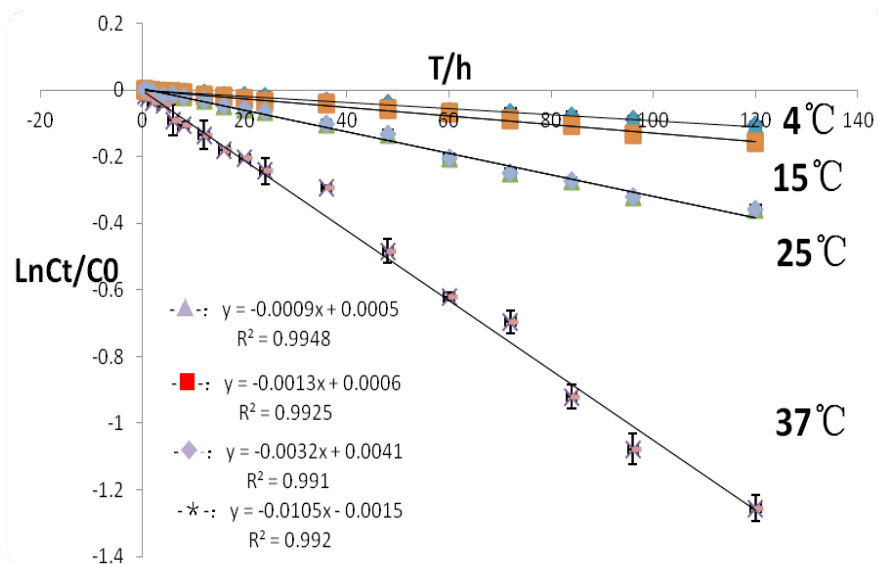 0.2
T/h
0
-20
0
20
40
60
80
100
120
140
4℃
-0.2
15℃
-0.4
25℃
LnCt/C0
-0.6
-0.8
-1
37℃
-1.2
-1.4
-▲-: y = -0.0009x + 0.0005
R² = 0.9948
-■-: y = -0.0013x + 0.0006
R² = 0.9925
-◆-: y = -0.0032x + 0.0041
R² = 0.991
-*-: y = -0.0105x - 0.0015
R² = 0.992